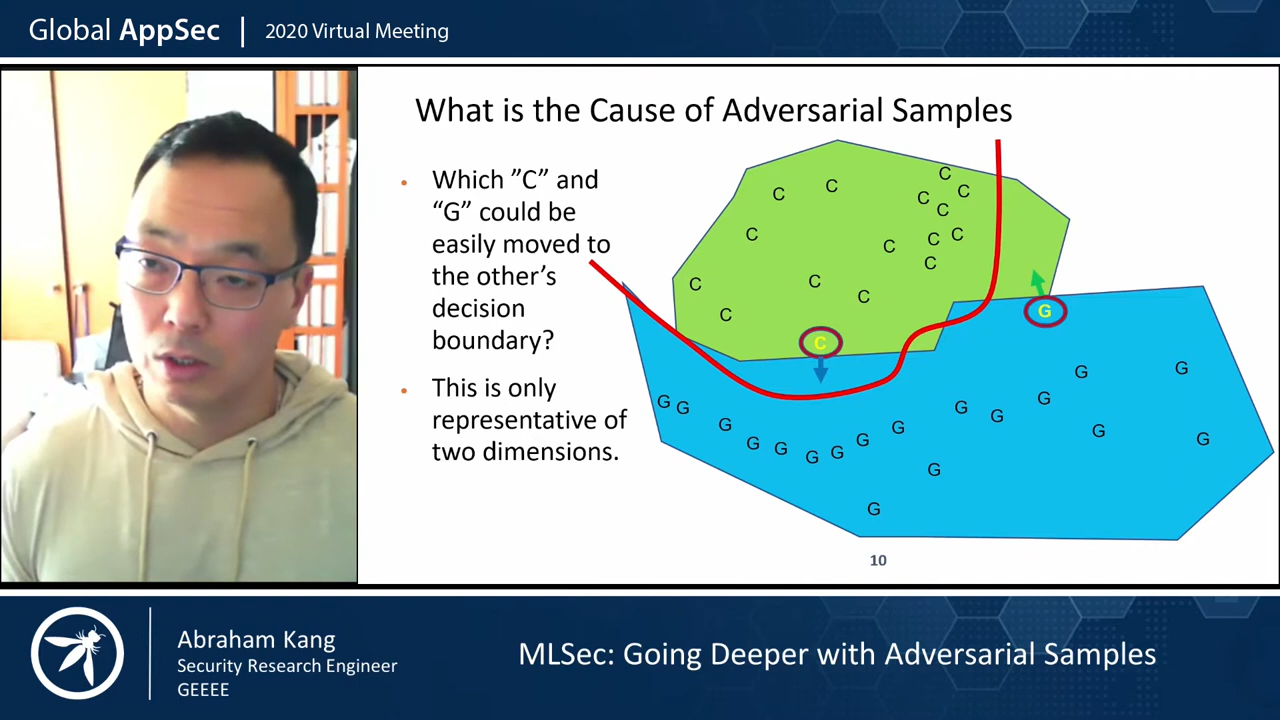 Global AppSec | 2020 Virtual Meeting
What is the Cause of Adversarial Samples
• Which ”C” and
“G” could be
easily moved to
the other’s
decision
boundary?
• This is only
representative of
two dimensions.
C
C C C
C C
C
C C C
C C
C
C C
C
C
C
G
G G
G G
G G
G G
G G
G G
G G G
G G
G
G
10
Abraham Kang
Security Research Engineer
GEEEE
MLSec: Going Deeper with Adversarial Samples